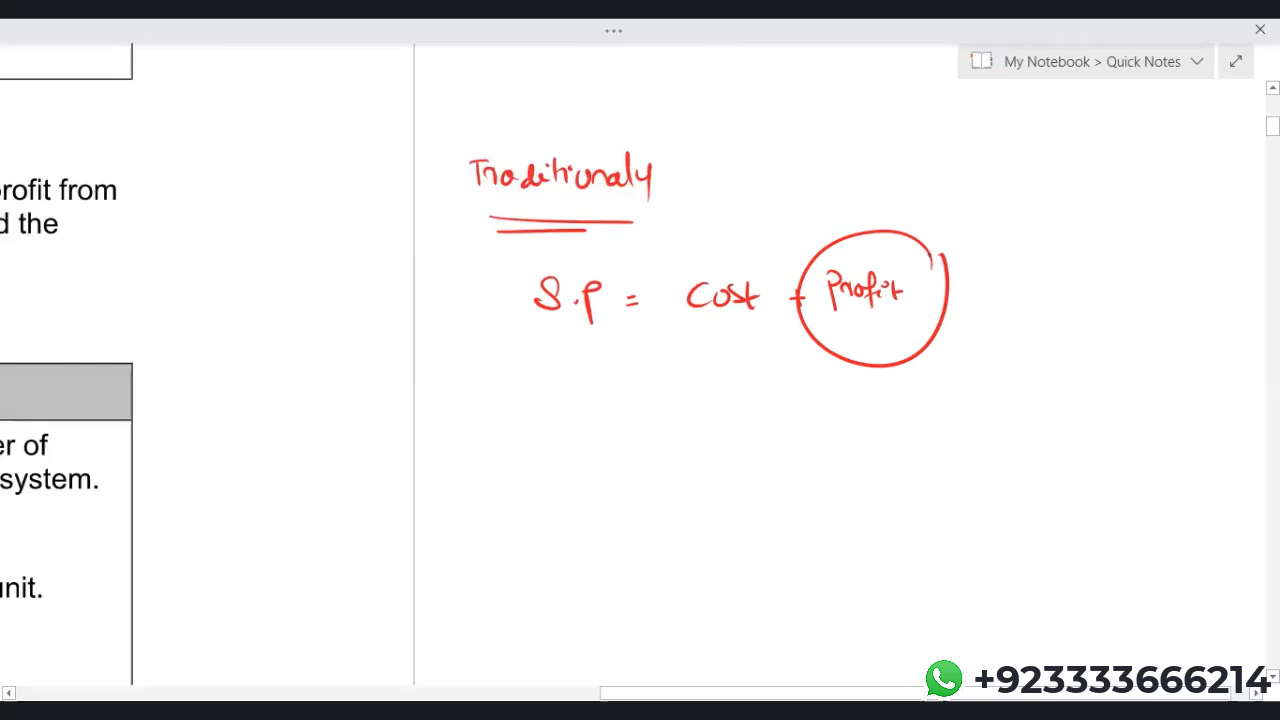 My Notebook > Quick Notes
rofit from
d the
Traditionaly
S.P = Cost + Profit
er of
system.
unit.
+923333666214